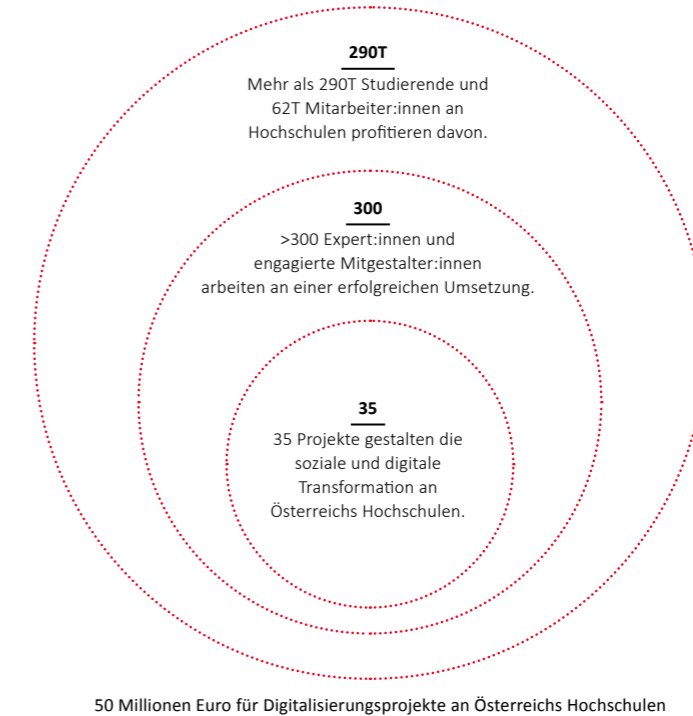 290T
Mehr als 290T Studierende und
62T Mitarbeiter:innen an
Hochschulen profitieren davon.
300
>300 Expert:innen und
engagierte Mitgestalter:innen
arbeiten an einer erfolgreichen Umsetzung.
35
35 Projekte gestalten die
soziale und digitale
Transformation an
Österreichs Hochschulen.
50 Millionen Euro für Digitalisierungsprojekte an Österreichs Hochschulen